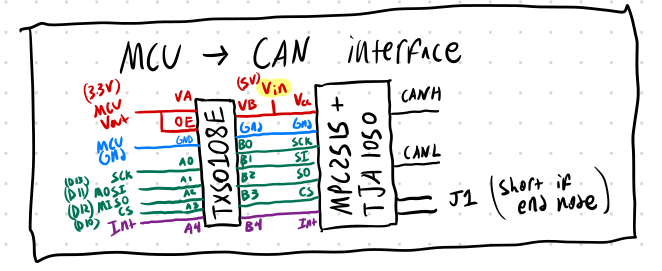 MCU → CAN interface
(3.3V) MCU Vout
VA
OE
MCU GND
GND
(D13) SCK
A0
(D11) MOSI
A1
(D12) MISO
A2
(D10) CS
A3
Int
A4
TXS0108E
(5V) Vin
VB
Vcc
GND
GND
B0
SCK
B1
SI
B2
SO
B3
CS
B4
Int
MPC2515 +
TJA1050
CANH
CANL
J1 (short if
end node)